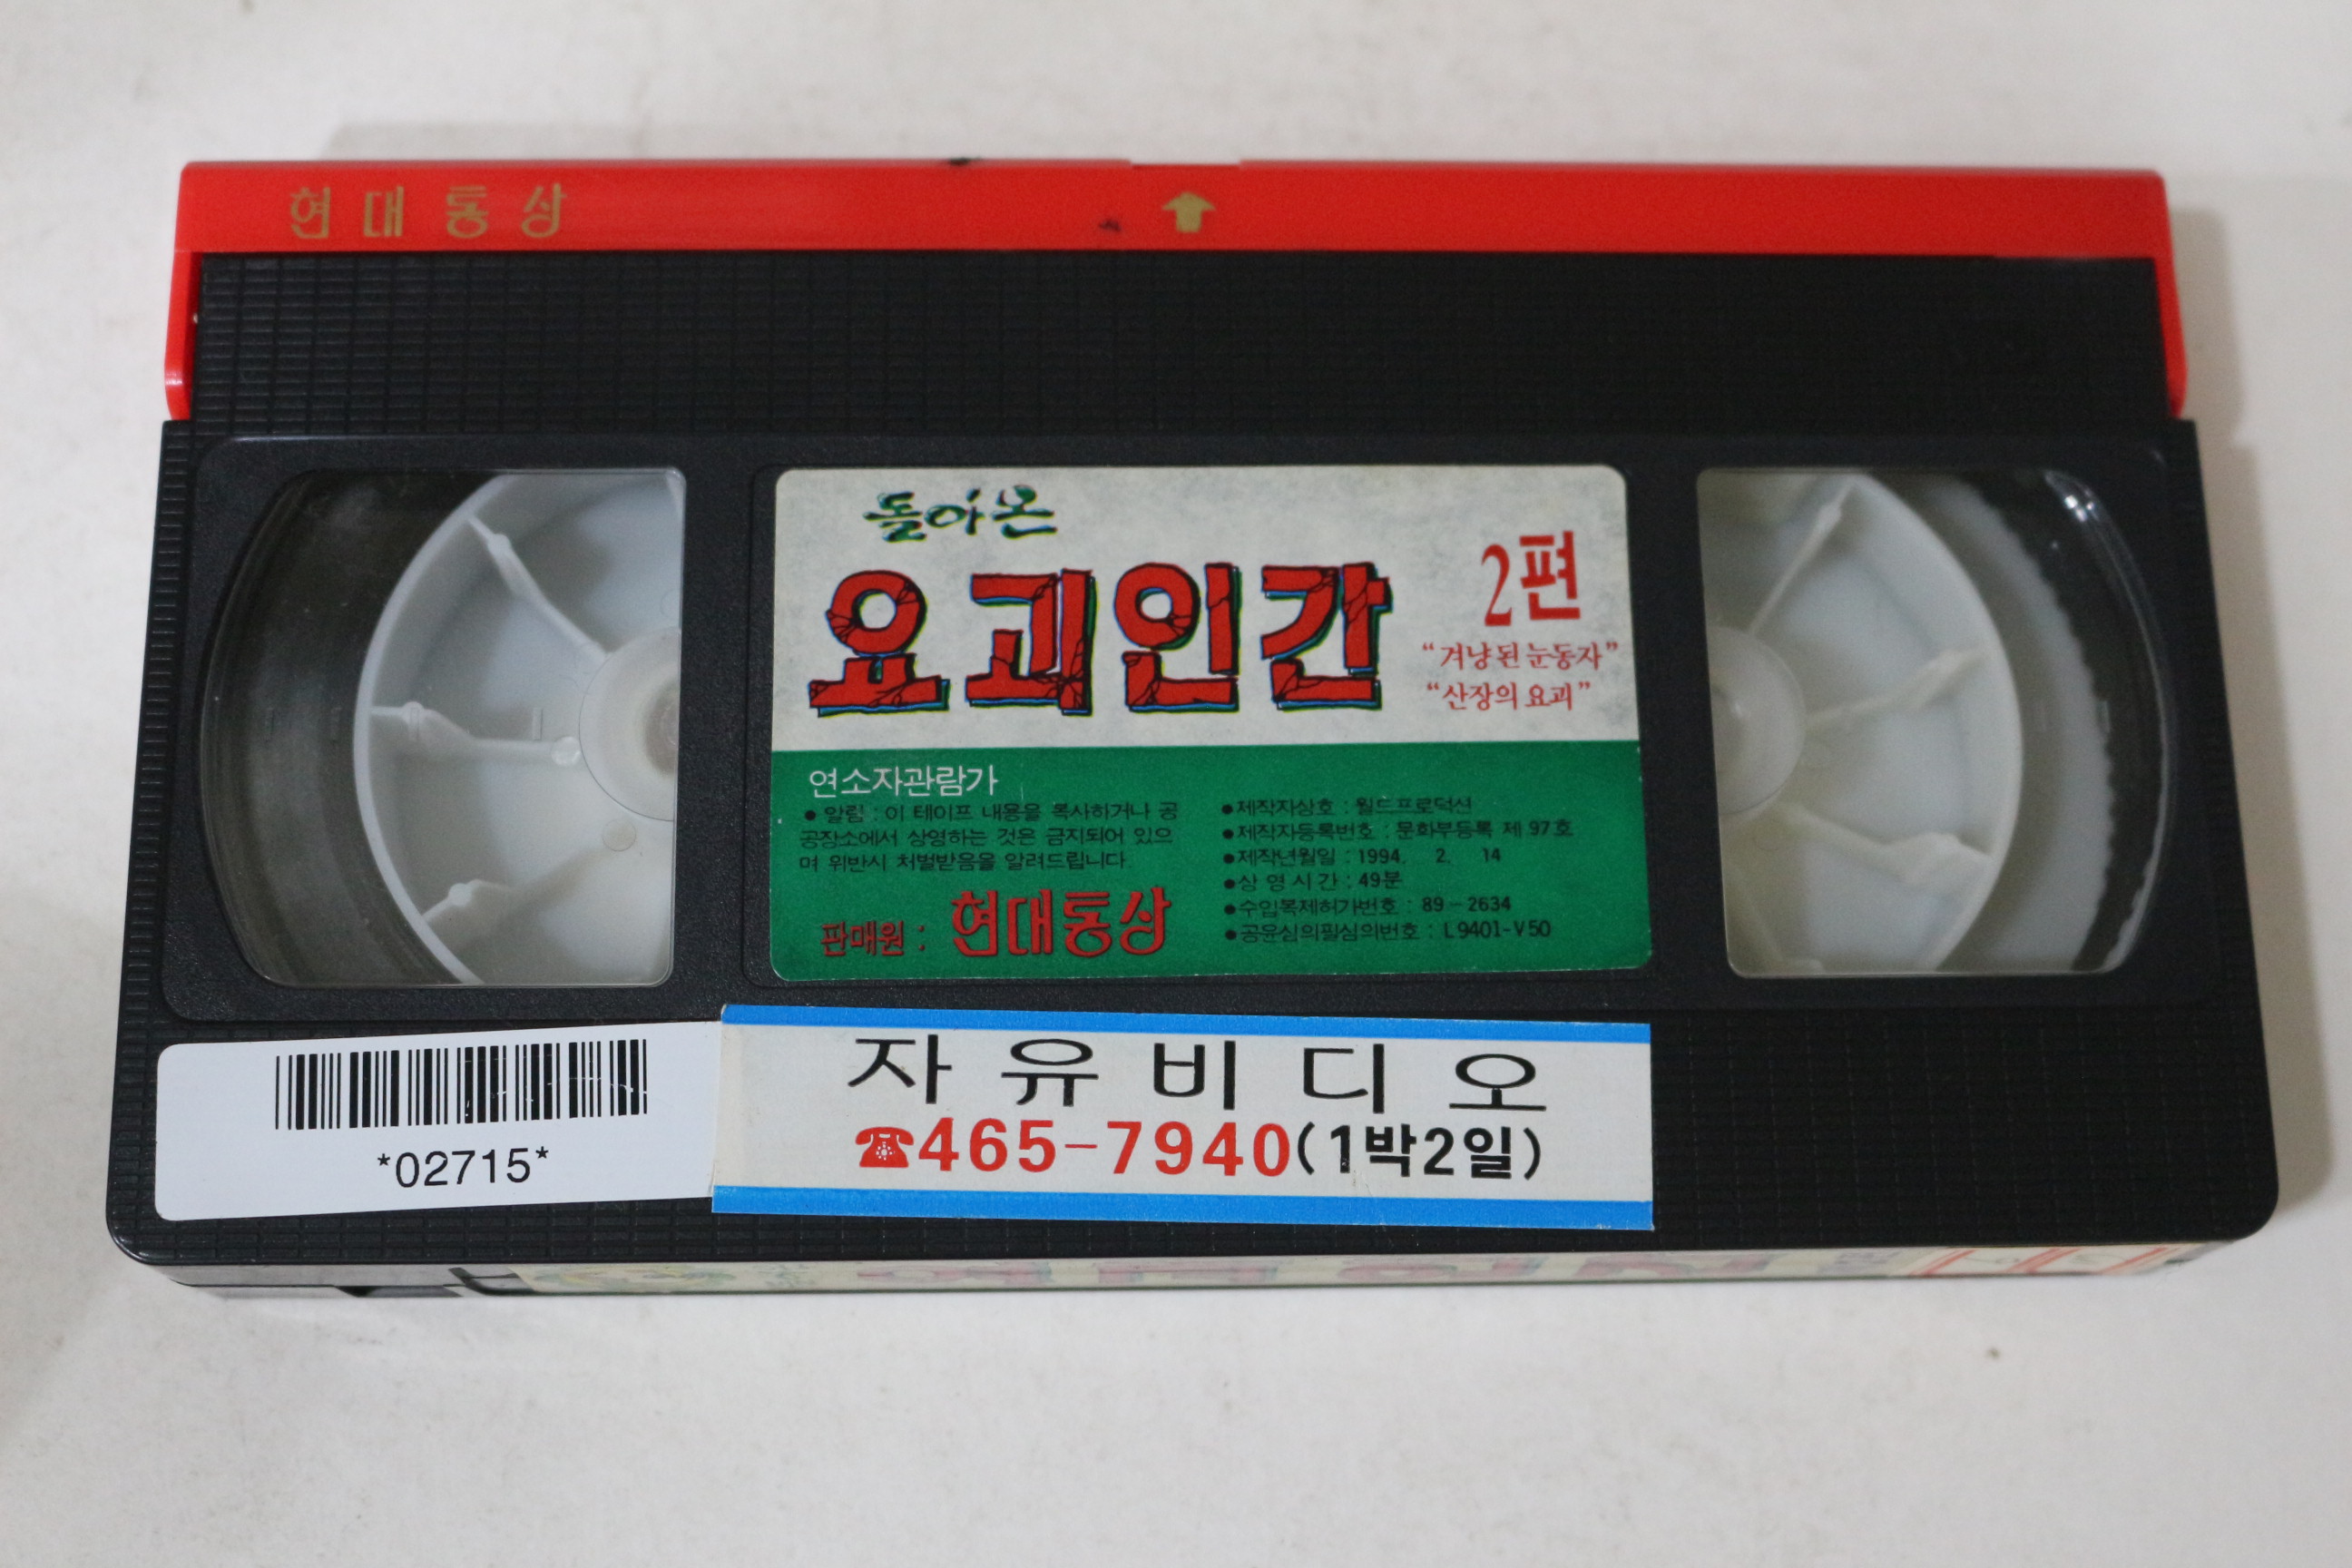 현대통상
돌아온
요괴인간
2편
“겨냥된 눈동자”
“산장의 요괴”
연소자관람가
● 알림 : 이 테이프 내용을 복사하거나 공
공장소에서 상영하는 것은 금지되어 있으
며 위반시 처벌받음을 알려드립니다.
판매원 : 현대통상
● 제작자상호 : 월드프로덕션
● 제작자등록번호 : 문화부등록 제 97호
● 제작년월일 : 1994. 2. 14
● 상영시간 : 49분
● 수입복제허가번호 : 89-2634
● 공윤심의필심의번호 : L9401-V50
*02715*
자유비디오
☎465-7940(1박2일)